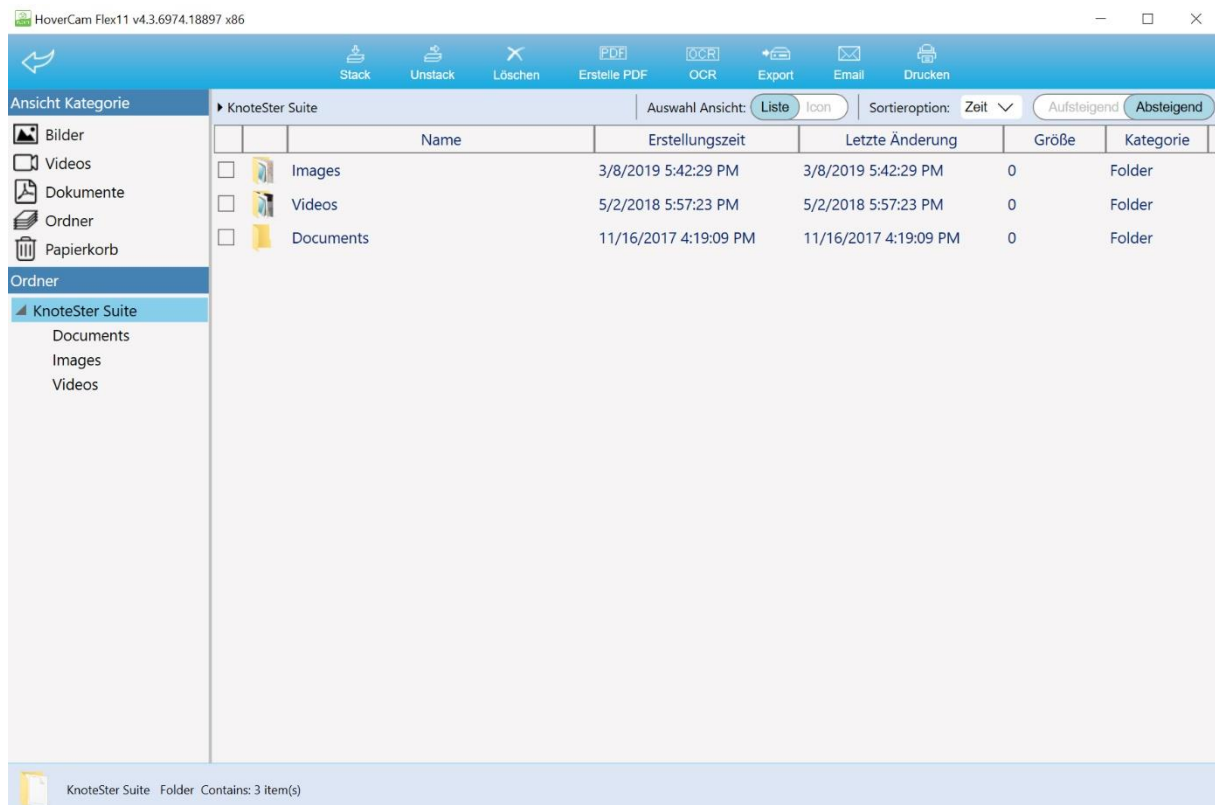 HoverCam Flex11 v4.3.6974.18897 x86
Stack Unstack Löschen PDF Erstelle PDF OCR OCR Export Email Drucken
Ansicht Kategorie
Bilder
Videos
Dokumente
Ordner
Papierkorb
Ordner
KnoteSter Suite
Documents
Images
Videos
KnoteSter Suite Auswahl Ansicht: Liste Icon Sortieroption: Zeit Aufsteigend Absteigend
Name Erstellungszeit Letzte Änderung Größe Kategorie
Images 3/8/2019 5:42:29 PM 3/8/2019 5:42:29 PM 0 Folder
Videos 5/2/2018 5:57:23 PM 5/2/2018 5:57:23 PM 0 Folder
Documents 11/16/2017 4:19:09 PM 11/16/2017 4:19:09 PM 0 Folder
KnoteSter Suite Folder Contains: 3 item(s)